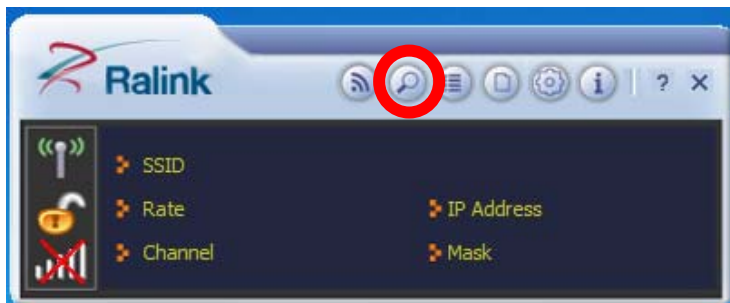 Ralink
i ? ×
SSID
Rate
IP Address
Channel
Mask